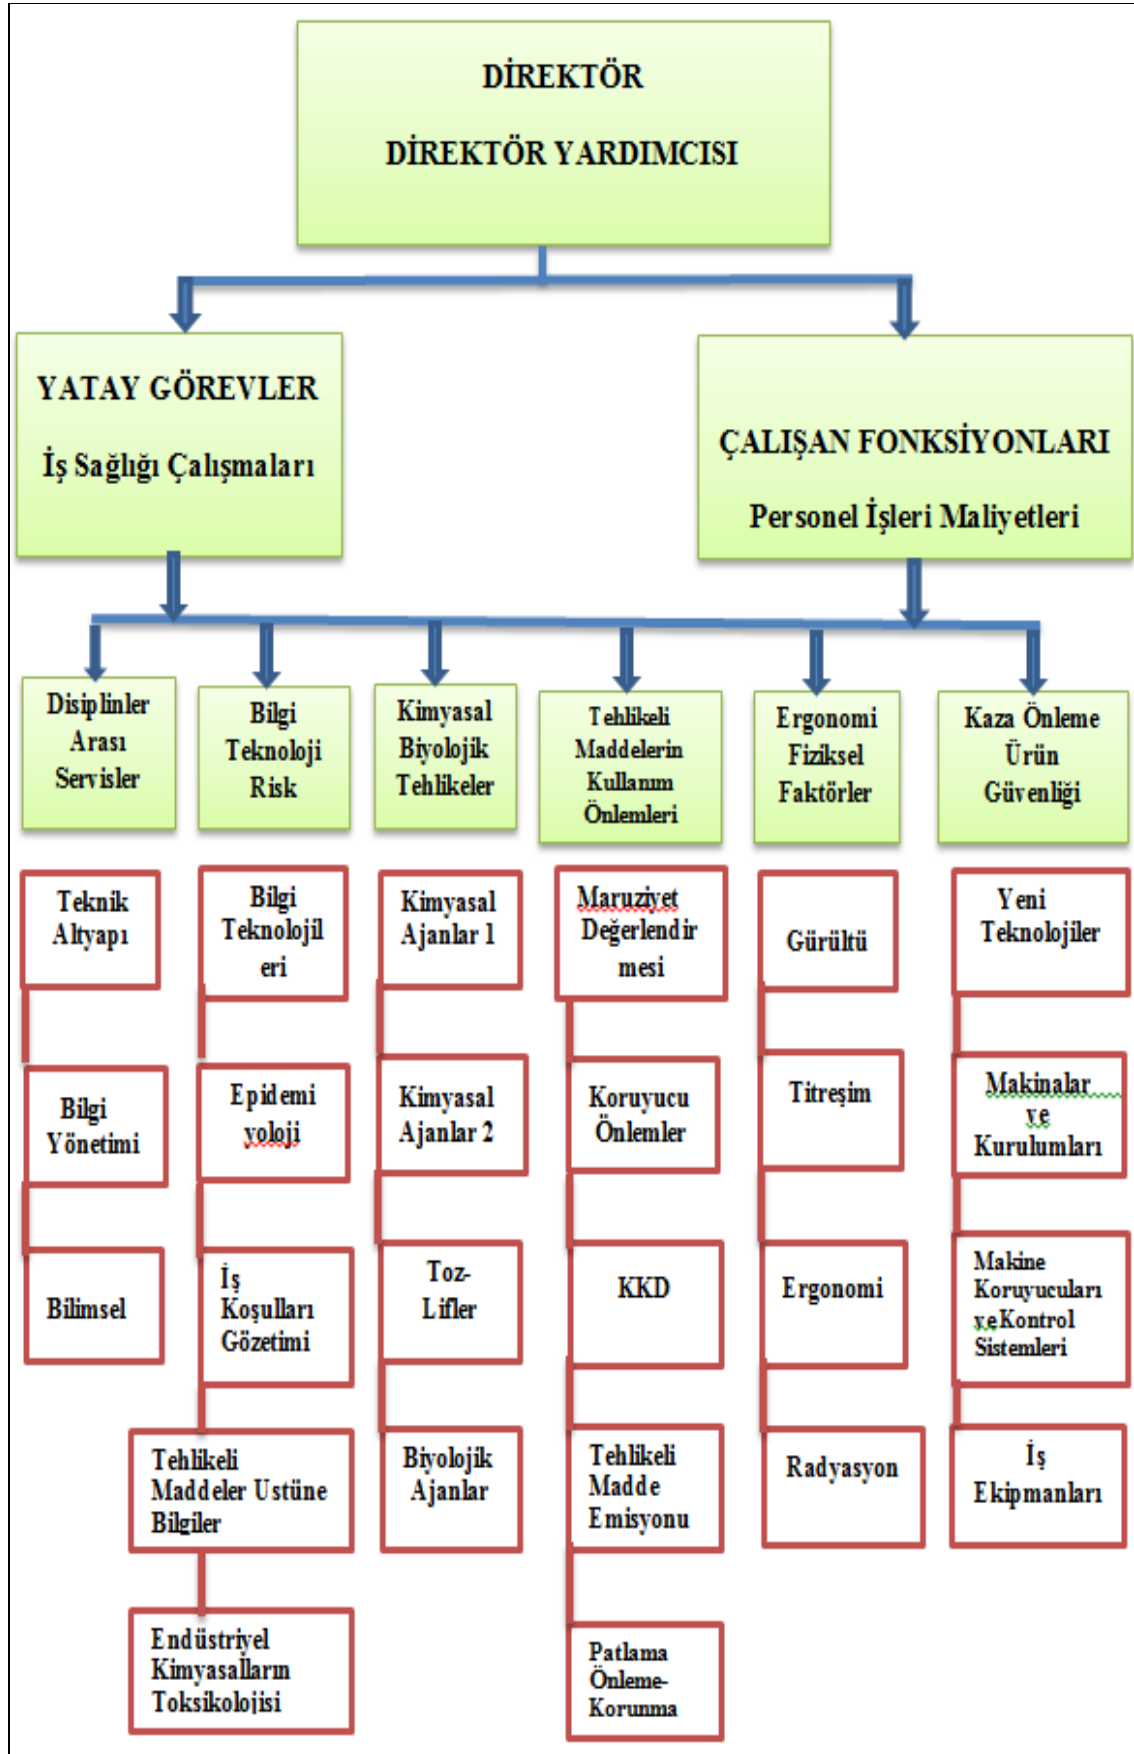 DİREKTÖR
DİREKTÖR YARDIMCISI
YATAY GÖREVLER
İş Sağlığı Çalışmaları
ÇALIŞAN FONKSİYONLARI
Personel İşleri Maliyetleri
Disiplinler
Arası
Servisler
Bilgi
Teknoloji
Risk
Kimyasal
Biyolojik
Tehlikeler
Tehlikeli
Maddelerin
Kullanım
Önlemleri
Ergonomi
Fiziksel
Faktörler
Kaza Önleme
Ürün
Güvenliği
Teknik
Altyapı
Bilgi
Yönetimi
Bilimsel
Bilgi
Teknolojil
eri
Epidemi
yoloji
İş
Koşulları
Gözetimi
Tehlikeli
Maddeler Ustüne
Bilgiler
Endüstriyel
Kimyasalların
Toksikolojisi
Kimyasal
Ajanlar 1
Kimyasal
Ajanlar 2
Toz-
Lifler
Biyolojik
Ajanlar
Maruziyet
Değerlendir
mesi
Koruyucu
Önlemler
KKD
Tehlikeli
Madde
Emisyonu
Patlama
Önleme-
Korunma
Gürültü
Titreşim
Ergonomi
Radyasyon
Yeni
Teknolojiler
Makinalar
ve
Kurulumları
Makine
Koruyucuları
ve Kontrol
Sistemleri
İş
Ekipmanları